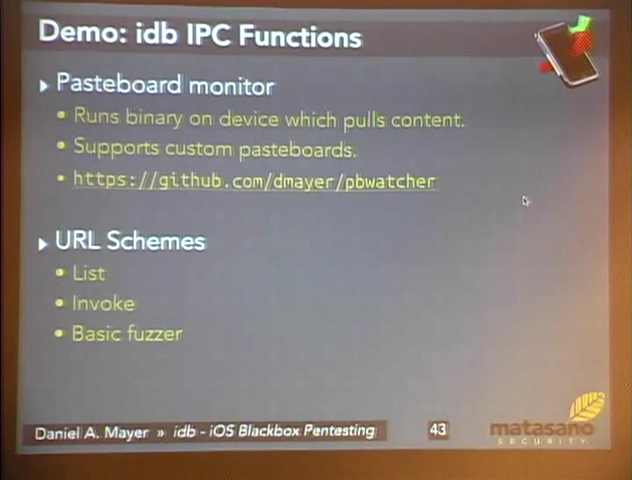 Demo: idb IPC Functions
Pasteboard monitor
• Runs binary on device which pulls content.
• Supports custom pasteboards.
• https://github.com/dmayer/pbwatcher
URL Schemes
• List
• Invoke
• Basic fuzzer
Daniel A. Mayer » idb - iOS Blackbox Pentesting
43
matasano
SECURITY